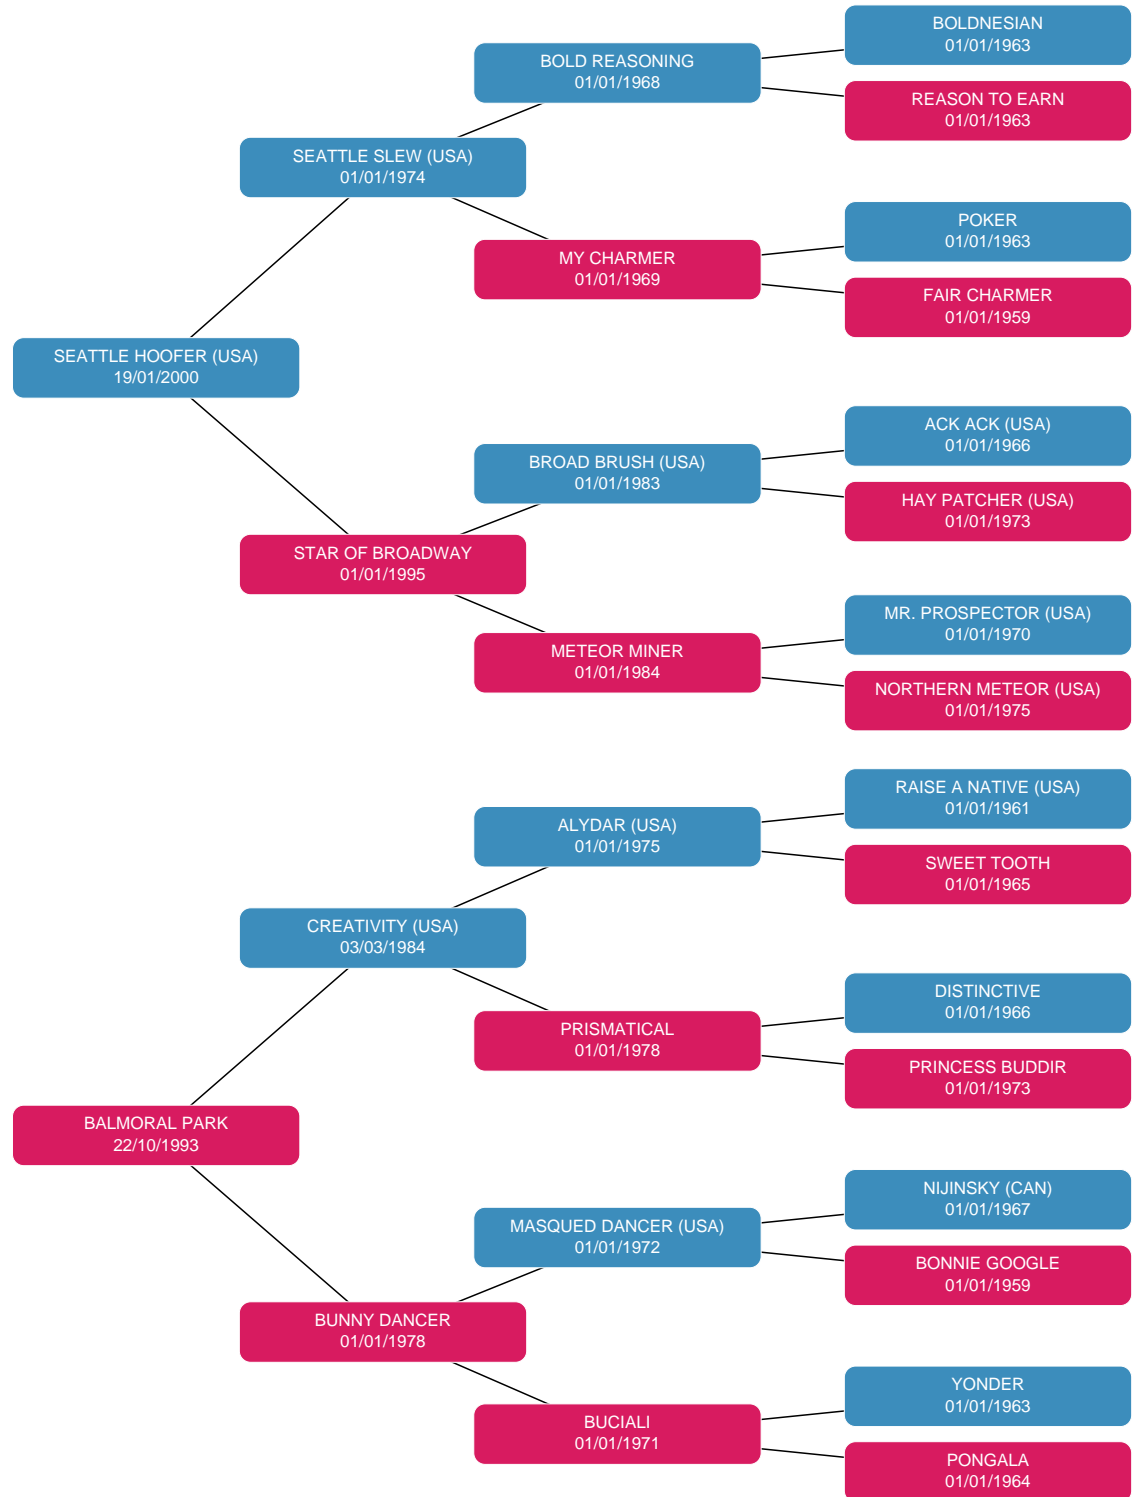 BOLDNESIAN
01/01/1963
BOLD REASONING
01/01/1968
REASON TO EARN
01/01/1963
SEATTLE SLEW (USA)
01/01/1974
POKER
01/01/1963
MY CHARMER
01/01/1969
FAIR CHARMER
01/01/1959
SEATTLE HOOFER (USA)
19/01/2000
ACK ACK (USA)
01/01/1966
BROAD BRUSH (USA)
01/01/1983
HAY PATCHER (USA)
01/01/1973
STAR OF BROADWAY
01/01/1995
MR. PROSPECTOR (USA)
01/01/1970
METEOR MINER
01/01/1984
NORTHERN METEOR (USA)
01/01/1975
RAISE A NATIVE (USA)
01/01/1961
ALYDAR (USA)
01/01/1975
SWEET TOOTH
01/01/1965
CREATIVITY (USA)
03/03/1984
DISTINCTIVE
01/01/1966
PRISMATICAL
01/01/1978
PRINCESS BUDDIR
01/01/1973
BALMORAL PARK
22/10/1993
NIJINSKY (CAN)
01/01/1967
MASQUED DANCER (USA)
01/01/1972
BONNIE GOOGLE
01/01/1959
BUNNY DANCER
01/01/1978
YONDER
01/01/1963
BUCIALI
01/01/1971
PONGALA
01/01/1964